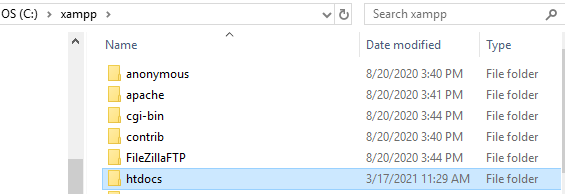 OS (C:) > xampp Search xampp
Name Date modified Type
anonymous 8/20/2020 3:40 PM File folder
apache 8/20/2020 3:41 PM File folder
cgi-bin 8/20/2020 3:44 PM File folder
contrib 8/20/2020 3:40 PM File folder
FileZillaFTP 8/20/2020 3:44 PM File folder
htdocs 3/17/2021 11:29 AM File folder